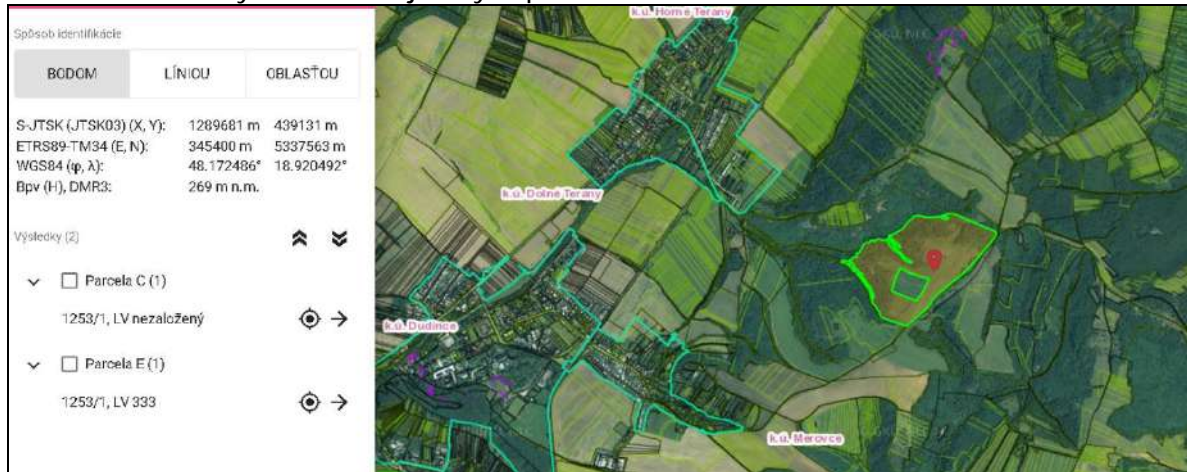 Spôsob identifikácie
BODOM LÍNIOU OBLASŤOU
S-JTSK (JTSK03) (X, Y): 1289681 m 439131 m
ETRS89-TM34 (E, N): 345400 m 5337563 m
WGS84 (φ, λ): 48.172486° 18.920492°
Bpv (H), DMR3: 269 m n.m.
Výsledky (2)
Parcela C (1)
1253/1, LV nezaložený
Parcela E (1)
1253/1, LV 333
k.ú. Horné Terany
k.ú. Dolné Terany
k.ú. Dudince
k.ú. Merovce